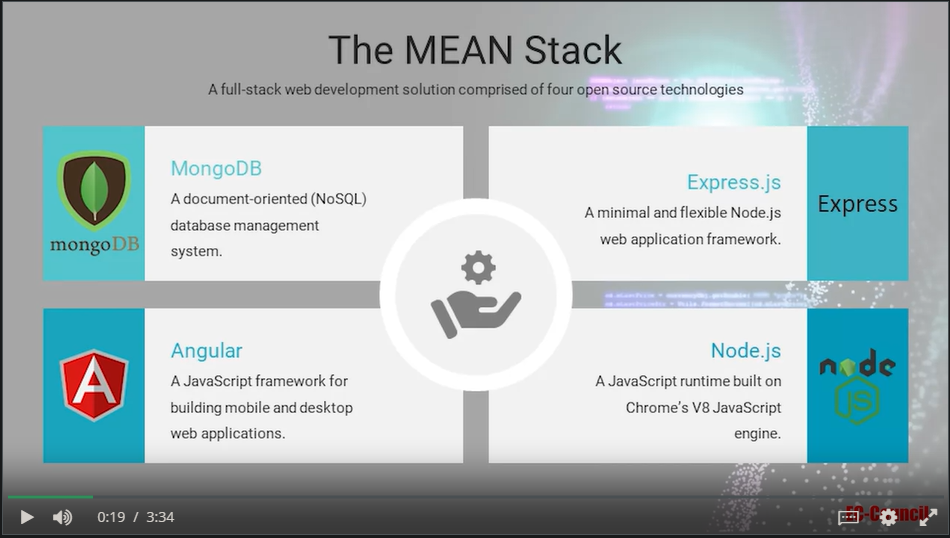 The MEAN Stack
A full-stack web development solution comprised of four open source technologies
mongoDB
MongoDB
A document-oriented (NoSQL)
database management
system.
Express.js
A minimal and flexible Node.js
web application framework.
Express
A
Angular
A JavaScript framework for
building mobile and desktop
web applications.
Node.js
A JavaScript runtime built on
Chrome's V8 JavaScript
engine.
node
JS
0:19 / 3:34
EC-Council